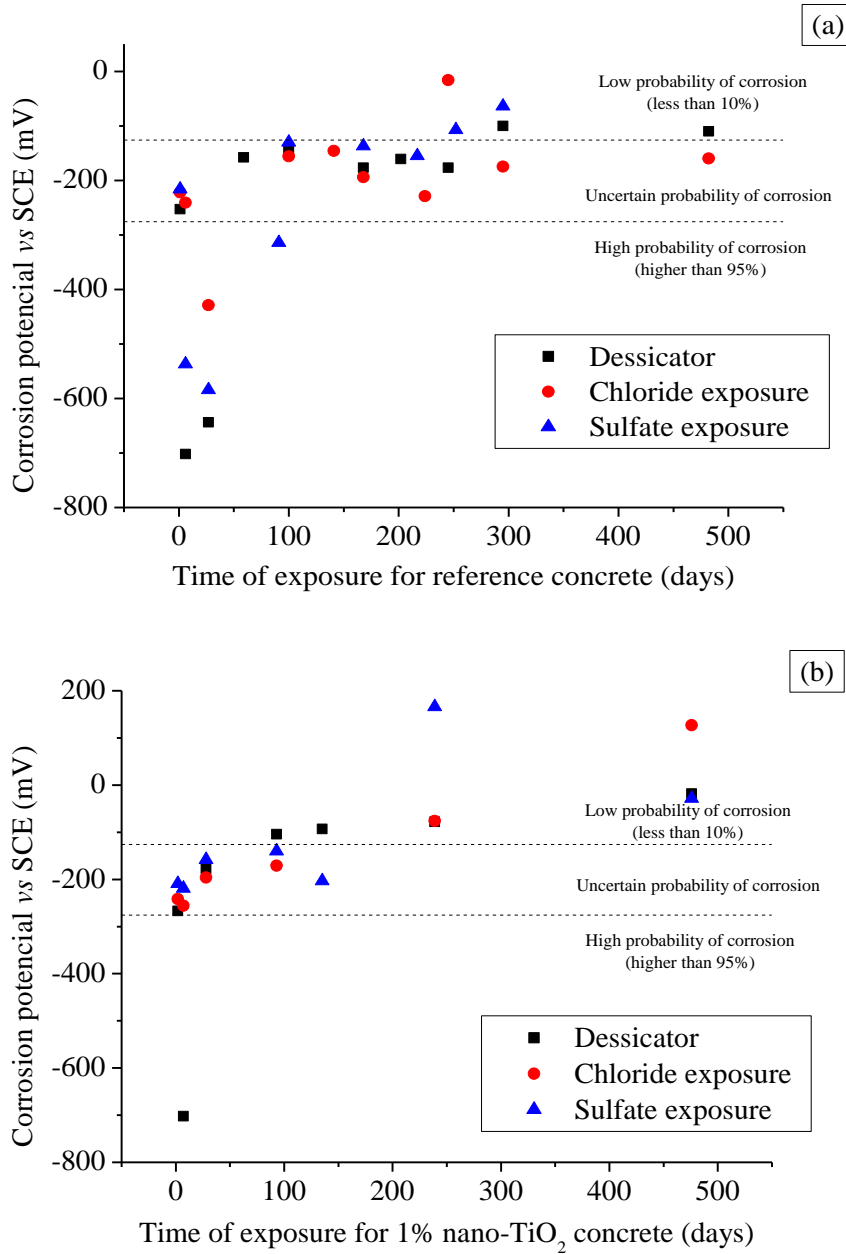 (a)
0
-200
-400
-600
-800
Corrosion potencial vs SCE (mV)
Low probability of corrosion
(less than 10%)
Uncertain probability of corrosion
High probability of corrosion
(higher than 95%)
Dessicator
Chloride exposure
Sulfate exposure
0 100 200 300 400 500
Time of exposure for reference concrete (days)
(b)
200
0
-200
-400
-600
-800
Corrosion potencial vs SCE (mV)
Low probability of corrosion
(less than 10%)
Uncertain probability of corrosion
High probability of corrosion
(higher than 95%)
Dessicator
Chloride exposure
Sulfate exposure
0 100 200 300 400 500
Time of exposure for 1% nano-TiO₂ concrete (days)